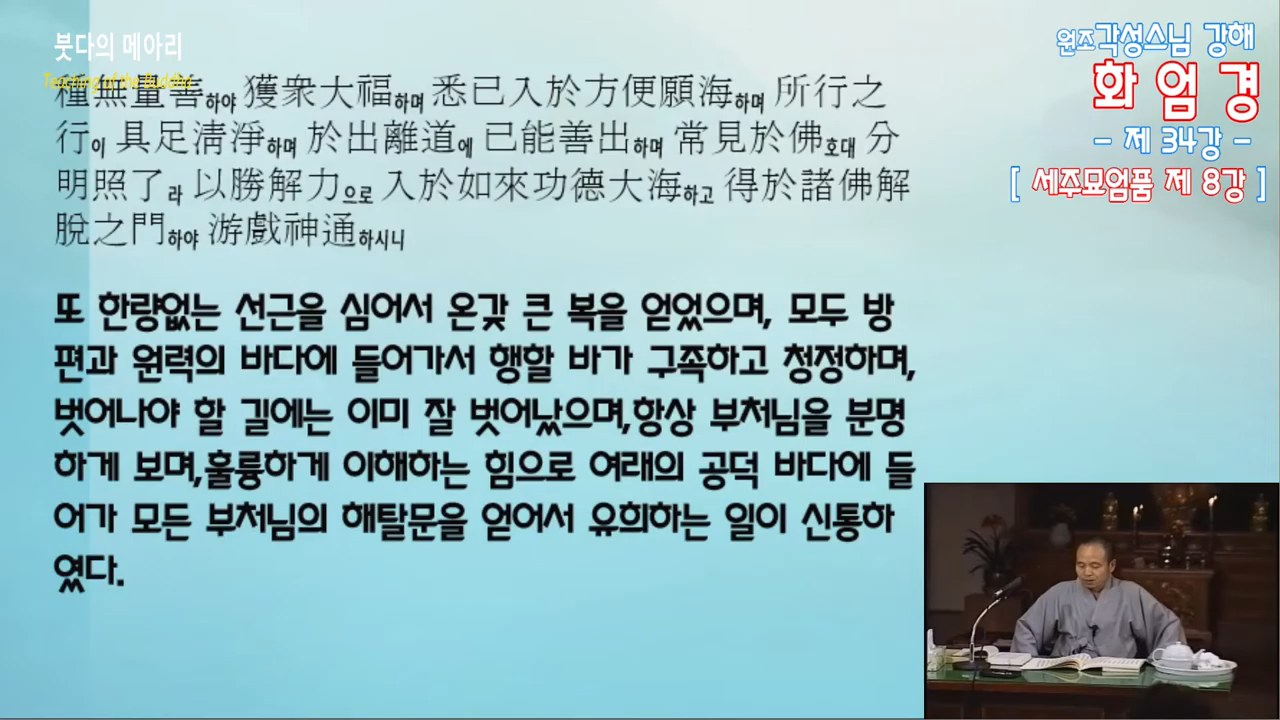 붓다의 메아리
Teaching of the Buddha
種無量善하야 獲衆大福하며 悉已入於方便願海하며 所行之
行이 具足淸淨하며 於出離道에 已能善出하며 常見於佛호대 分
明照了라 以勝解力으로 入於如來功德大海하고 得於諸佛解
脫之門하야 游戲神通하시니
또 한량없는 선근을 심어서 온갖 큰 복을 얻었으며, 모두 방
편과 원력의 바다에 들어가서 행할 바가 구족하고 청정하며,
벗어나야 할 길에는 이미 잘 벗어났으며,항상 부처님을 분명
하게 보며,훌륭하게 이해하는 힘으로 여래의 공덕 바다에 들
어가 모든 부처님의 해탈문을 얻어서 유희하는 일이 신통하
였다.
원조각성스님 강해
화 엄 경
- 제 34강 -
[ 세주묘엄품 제 8강 ]